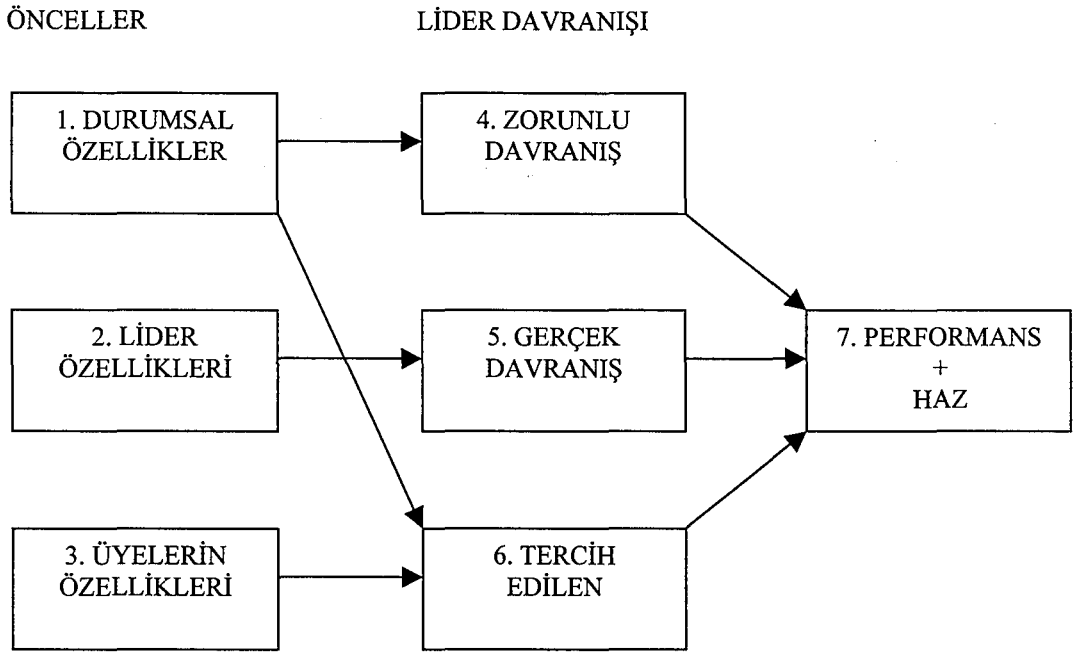 ÖNCELLER
LİDER DAVRANIŞI
1. DURUMSAL
ÖZELLİKLER
4. ZORUNLU
DAVRANIŞ
2. LİDER
ÖZELLİKLERİ
5. GERÇEK
DAVRANIŞ
7. PERFORMANS
+
HAZ
3. ÜYELERİN
ÖZELLİKLERİ
6. TERCİH
EDİLEN